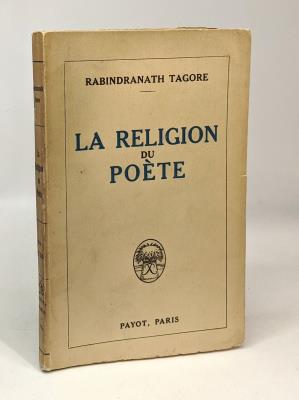 RABINDRANATH TAGORE
LA RELIGION
DU
POÈTE
PAYOT, PARIS